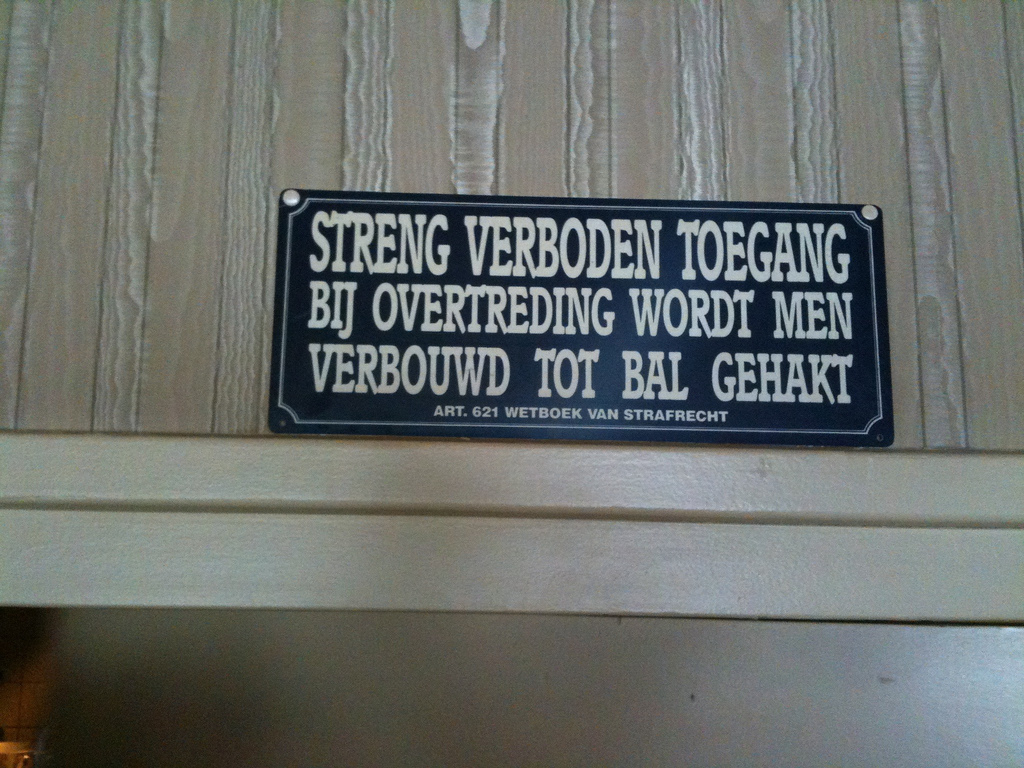 STRENG VERBODEN TOEGANG
BIJ OVERTREDING WORDT MEN
VERBOUWD TOT BAL GEHAKT
ART. 621 WETBOEK VAN STRAFRECHT